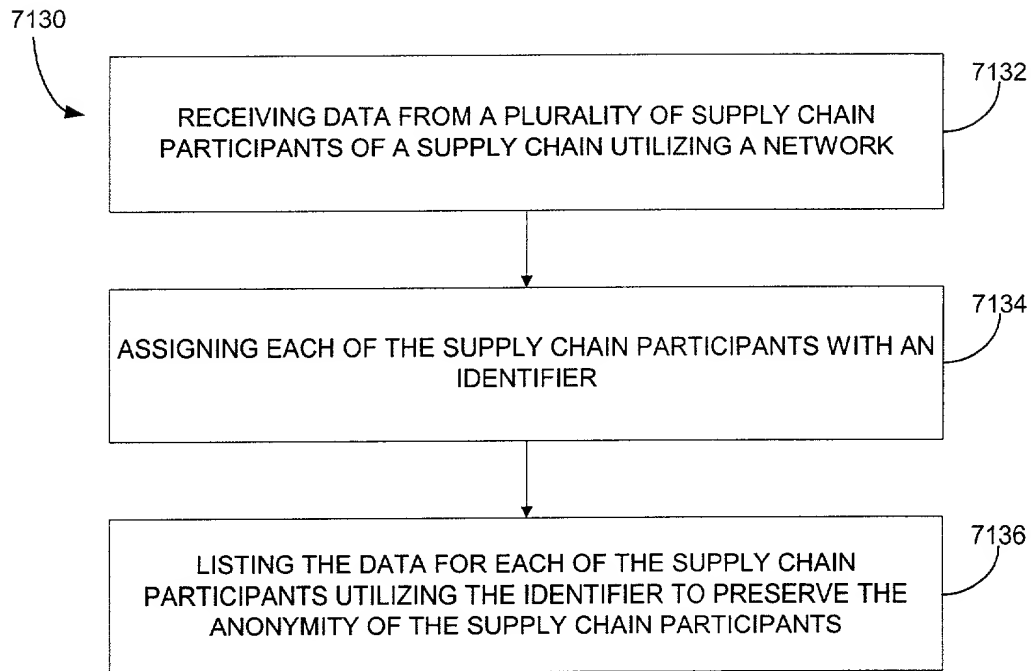 7130
7132
RECEIVING DATA FROM A PLURALITY OF SUPPLY CHAIN
PARTICIPANTS OF A SUPPLY CHAIN UTILIZING A NETWORK
7134
ASSIGNING EACH OF THE SUPPLY CHAIN PARTICIPANTS WITH AN
IDENTIFIER
7136
LISTING THE DATA FOR EACH OF THE SUPPLY CHAIN
PARTICIPANTS UTILIZING THE IDENTIFIER TO PRESERVE THE
ANONYMITY OF THE SUPPLY CHAIN PARTICIPANTS